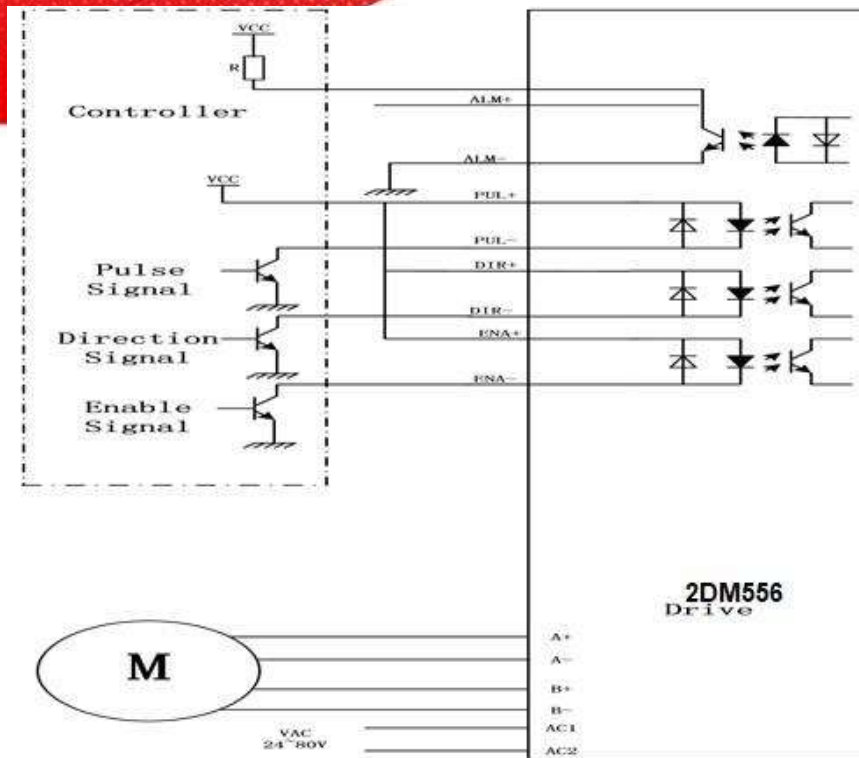 VCC
R
Controller
ALM+
ALM-
VCC
PUL+
PUL-
Pulse
Signal
DIR+
DIR-
Direction
Signal
ENA+
ENA-
Enable
Signal
2DM556
Drive
M
A+
A-
B+
B-
VAC
24~80V
AC1
AC2